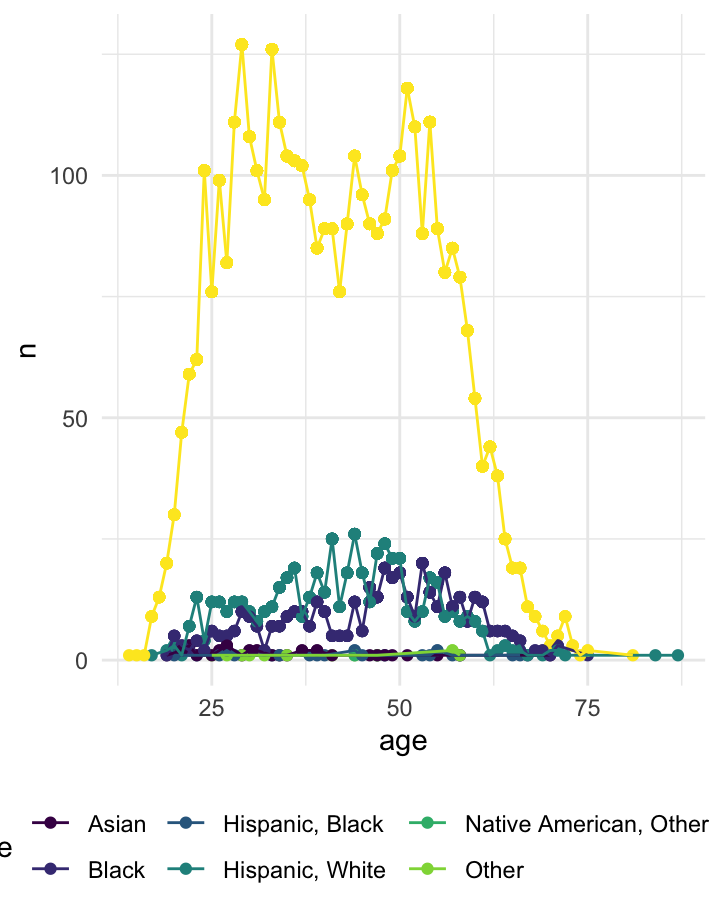 100
n
50
0
25 50 75
age
Asian Hispanic, Black Native American, Other
e
Black Hispanic, White Other